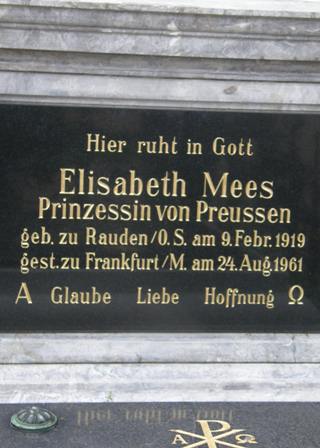 Hier ruht in Gott
Elisabeth Mees
Prinzessin von Preussen
geb. zu Rauden/O.S. am 9. Febr. 1919
gest. zu Frankfurt/M. am 24. Aug. 1961
Α Glaube Liebe Hoffnung Ω
Α Ω